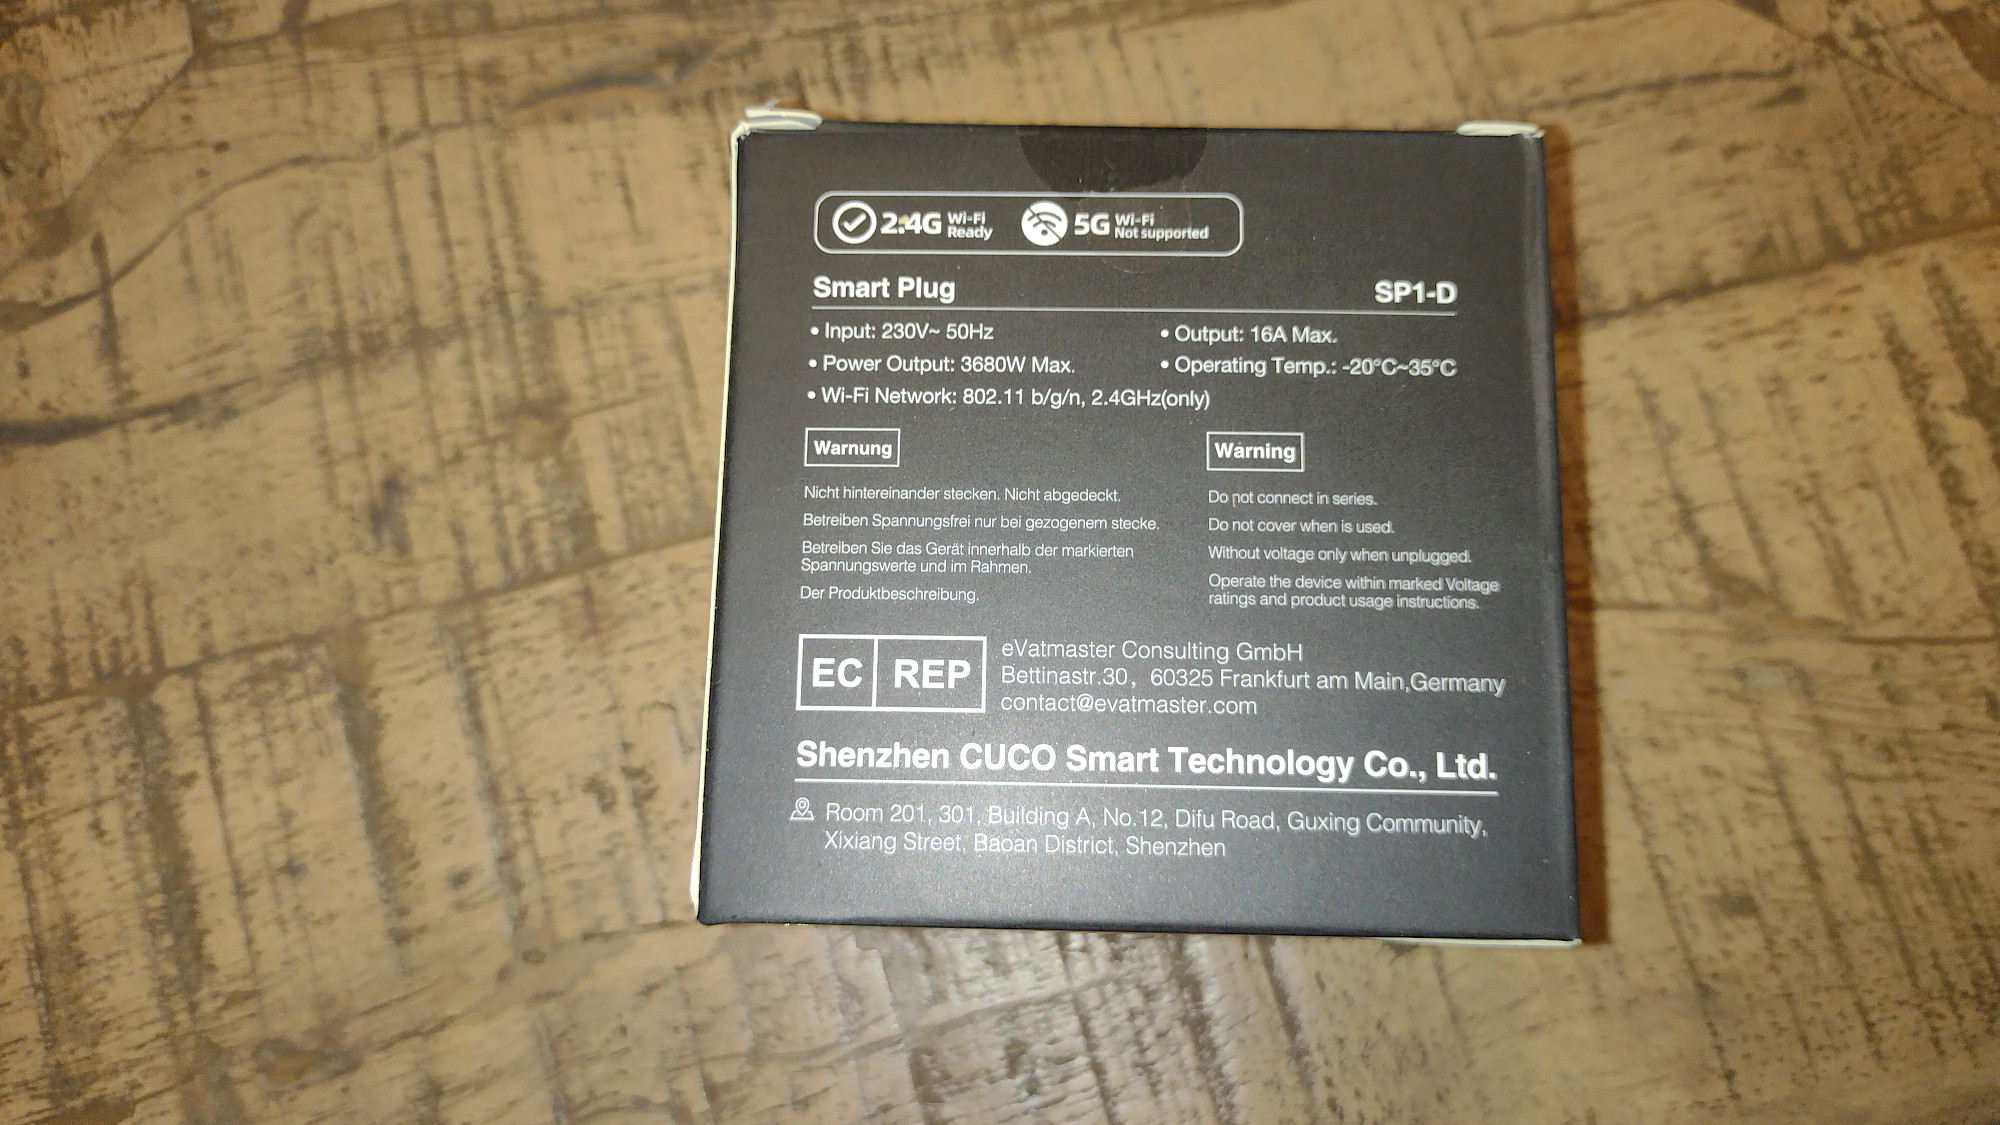 2.4G Wi-Fi Ready 5G Wi-Fi Not supported
Smart Plug SP1-D
• Input: 230V~ 50Hz • Output: 16A Max.
• Power Output: 3680W Max. • Operating Temp.: -20°C~35°C
• Wi-Fi Network: 802.11 b/g/n, 2.4GHz(only)
Warnung
Nicht hintereinander stecken. Nicht abgedeckt.
Betreiben Spannungsfrei nur bei gezogenem stecke.
Betreiben Sie das Gerät innerhalb der markierten
Spannungswerte und im Rahmen.
Der Produktbeschreibung.
Warning
Do not connect in series.
Do not cover when is used.
Without voltage only when unplugged.
Operate the device within marked Voltage
ratings and product usage instructions.
EC REP
eVatmaster Consulting GmbH
Bettinastr.30, 60325 Frankfurt am Main,Germany
contact@evatmaster.com
Shenzhen CUCO Smart Technology Co., Ltd.
Room 201, 301, Building A, No.12, Difu Road, Guxing Community,
Xixiang Street, Baoan District, Shenzhen